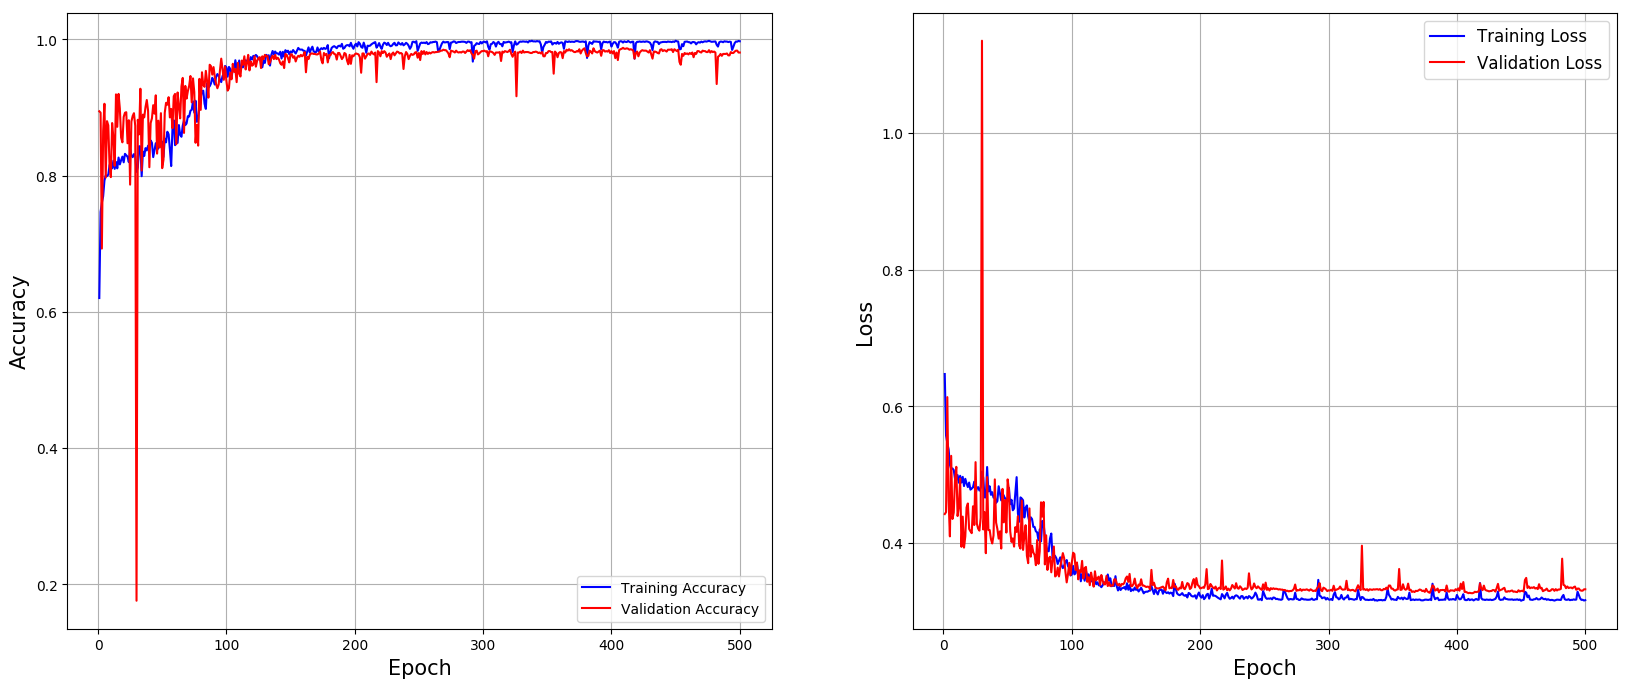 1.0
0.8
0.6
0.4
0.2
0
100
200
300
400
500
Accuracy
Epoch
Training Accuracy
Validation Accuracy
1.0
0.8
0.6
0.4
0
100
200
300
400
500
Loss
Epoch
Training Loss
Validation Loss